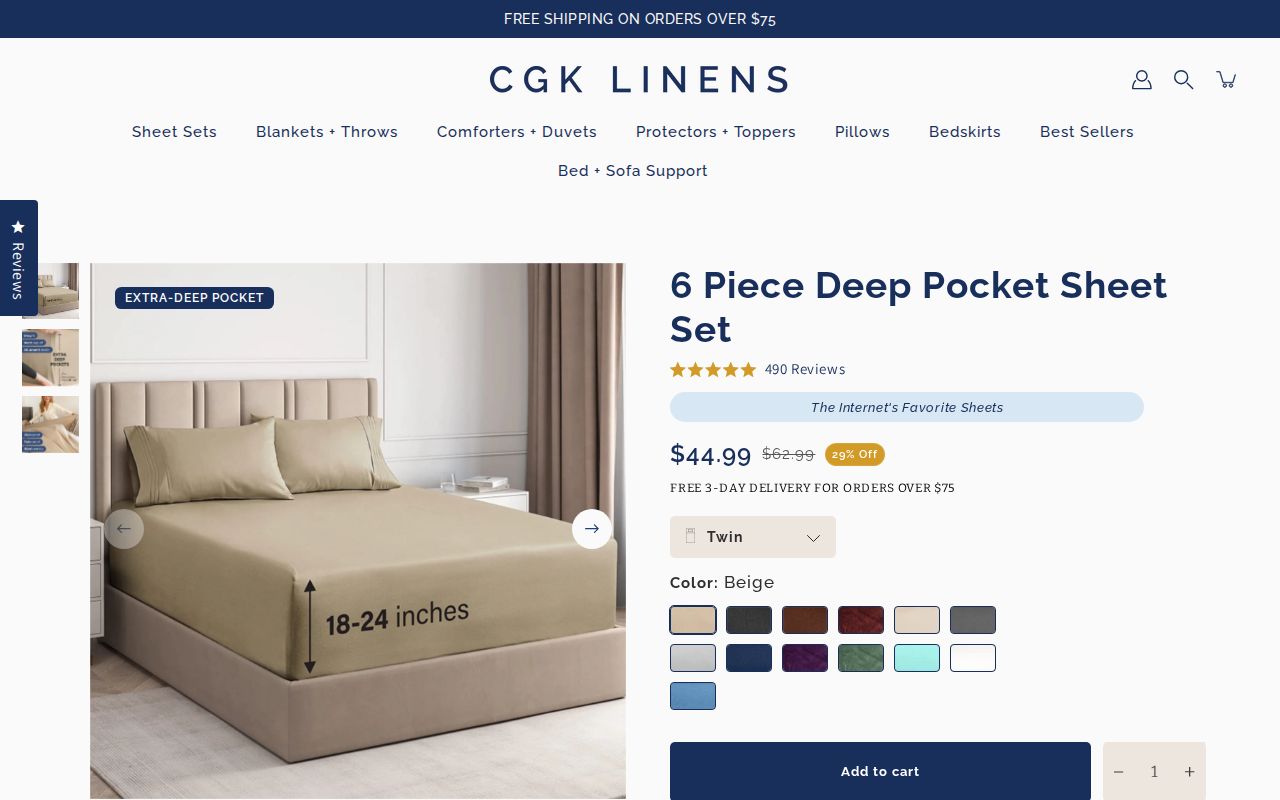 FREE SHIPPING ON ORDERS OVER $75
CGK LINENS
Sheet Sets
Blankets + Throws
Comforters + Duvets
Protectors + Toppers
Pillows
Bedskirts
Best Sellers
Bed + Sofa Support
Reviews
EXTRA
DEEP
POCKETS
EXTRA-DEEP POCKET
18-24 inches
6 Piece Deep Pocket Sheet
Set
490 Reviews
The Internet's Favorite Sheets
$44.99 $62.99 29% Off
FREE 3-DAY DELIVERY FOR ORDERS OVER $75
Twin
Color: Beige
Add to cart
1